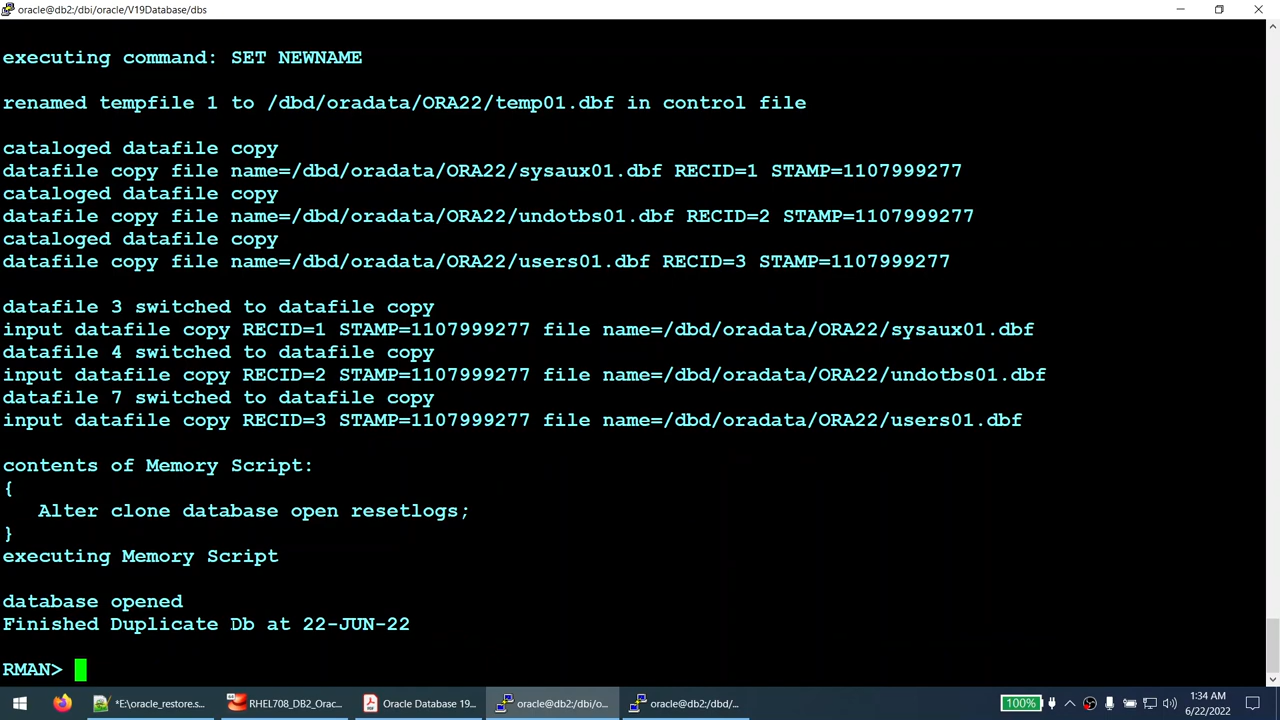 oracle@db2:/dbi/oracle/V19Database/dbs
executing command: SET NEWNAME
renamed tempfile 1 to /dbd/oradata/ORA22/temp01.dbf in control file
cataloged datafile copy
datafile copy file name=/dbd/oradata/ORA22/sysaux01.dbf RECID=1 STAMP=1107999277
cataloged datafile copy
datafile copy file name=/dbd/oradata/ORA22/undotbs01.dbf RECID=2 STAMP=1107999277
cataloged datafile copy
datafile copy file name=/dbd/oradata/ORA22/users01.dbf RECID=3 STAMP=1107999277
datafile 3 switched to datafile copy
input datafile copy RECID=1 STAMP=1107999277 file name=/dbd/oradata/ORA22/sysaux01.dbf
datafile 4 switched to datafile copy
input datafile copy RECID=2 STAMP=1107999277 file name=/dbd/oradata/ORA22/undotbs01.dbf
datafile 7 switched to datafile copy
input datafile copy RECID=3 STAMP=1107999277 file name=/dbd/oradata/ORA22/users01.dbf
contents of Memory Script:
{
   Alter clone database open resetlogs;
}
executing Memory Script
database opened
Finished Duplicate Db at 22-JUN-22
RMAN>
*E:\oracle_restore.s... RHEL708_DB2_Orac... Oracle Database 19... oracle@db2:/dbi/o... oracle@db2:/dbd/... 100% 1:34 AM
6/22/2022